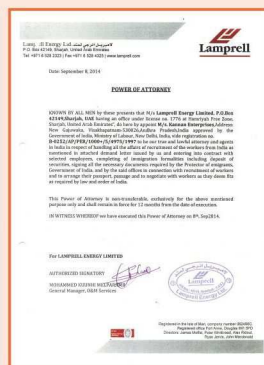 Lamprell Energy Ltd. لامبريل انرجي ليمتد
P.O. Box 42149, Sharjah, United Arab Emirates
Tel +971 6 528 2323 | Fax +971 6 528 4325 | www.lamprell.com
Lamprell
Date: September 8, 2014
POWER OF ATTORNEY
KNOWN BY ALL MEN by these presents that M/s Lamprell Energy Limited, P.O.Box
42149,Sharjah, UAE having an office under license no. 1776 at Hamriyah Free Zone,
Sharjah, United Arab Emirates", do here by appoint M/s. Kannan Enterprises,Address
New Gajuwaka, Visakhapatnam-530026,Andhra Pradesh,India approved by the
Government of India, Ministry of Labour, New Delhi, India, vide registration no.
to be our true and lawful attorney and agents
in India in respect of handling all the affairs of recruitment of the workers from India as
mentioned in attached demand letter issued by us and entering into contract with
selected employees, completing of immigration formalities including deposit of
securities, signing all the necessary documents required by the Protector of emigrants,
Government of India, and by the said offices in connection with recruitment of workers
and to arrange their passport, passage and to negotiate with workers as they deem fits
as required by law and order of India.
This Power of Attorney is non-transferable, exclusively for the above mentioned
purpose only and shall remain in force for 12 months from the date of execution.
IN WITNESS WHEREOF we have executed this Power of Attorney on 8th, Sep2014.
For LAMPRELL ENERGY LIMITED
AUTHORIZED SIGNATORY
MOHAMMED KUNHIE
General Manager, O&M Services
Lamprell